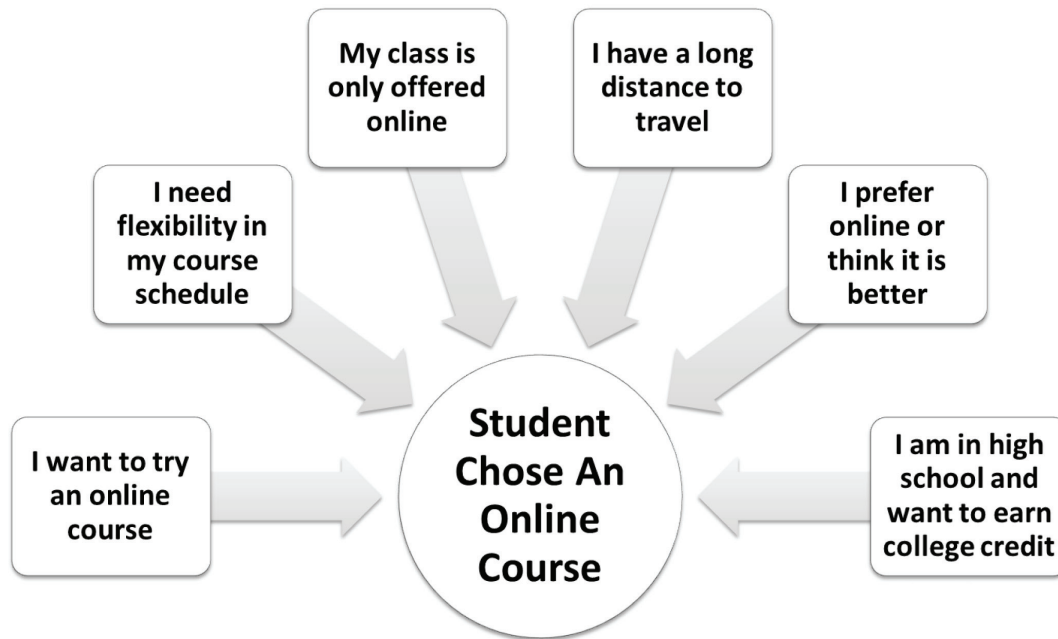 My class is
only offered
online
I have a long
distance to
travel
I need
flexibility in
my course
schedule
I prefer
online or
think it is
better
I want to try
an online
course
Student
Chose An
Online
Course
I am in high
school and
want to earn
college credit